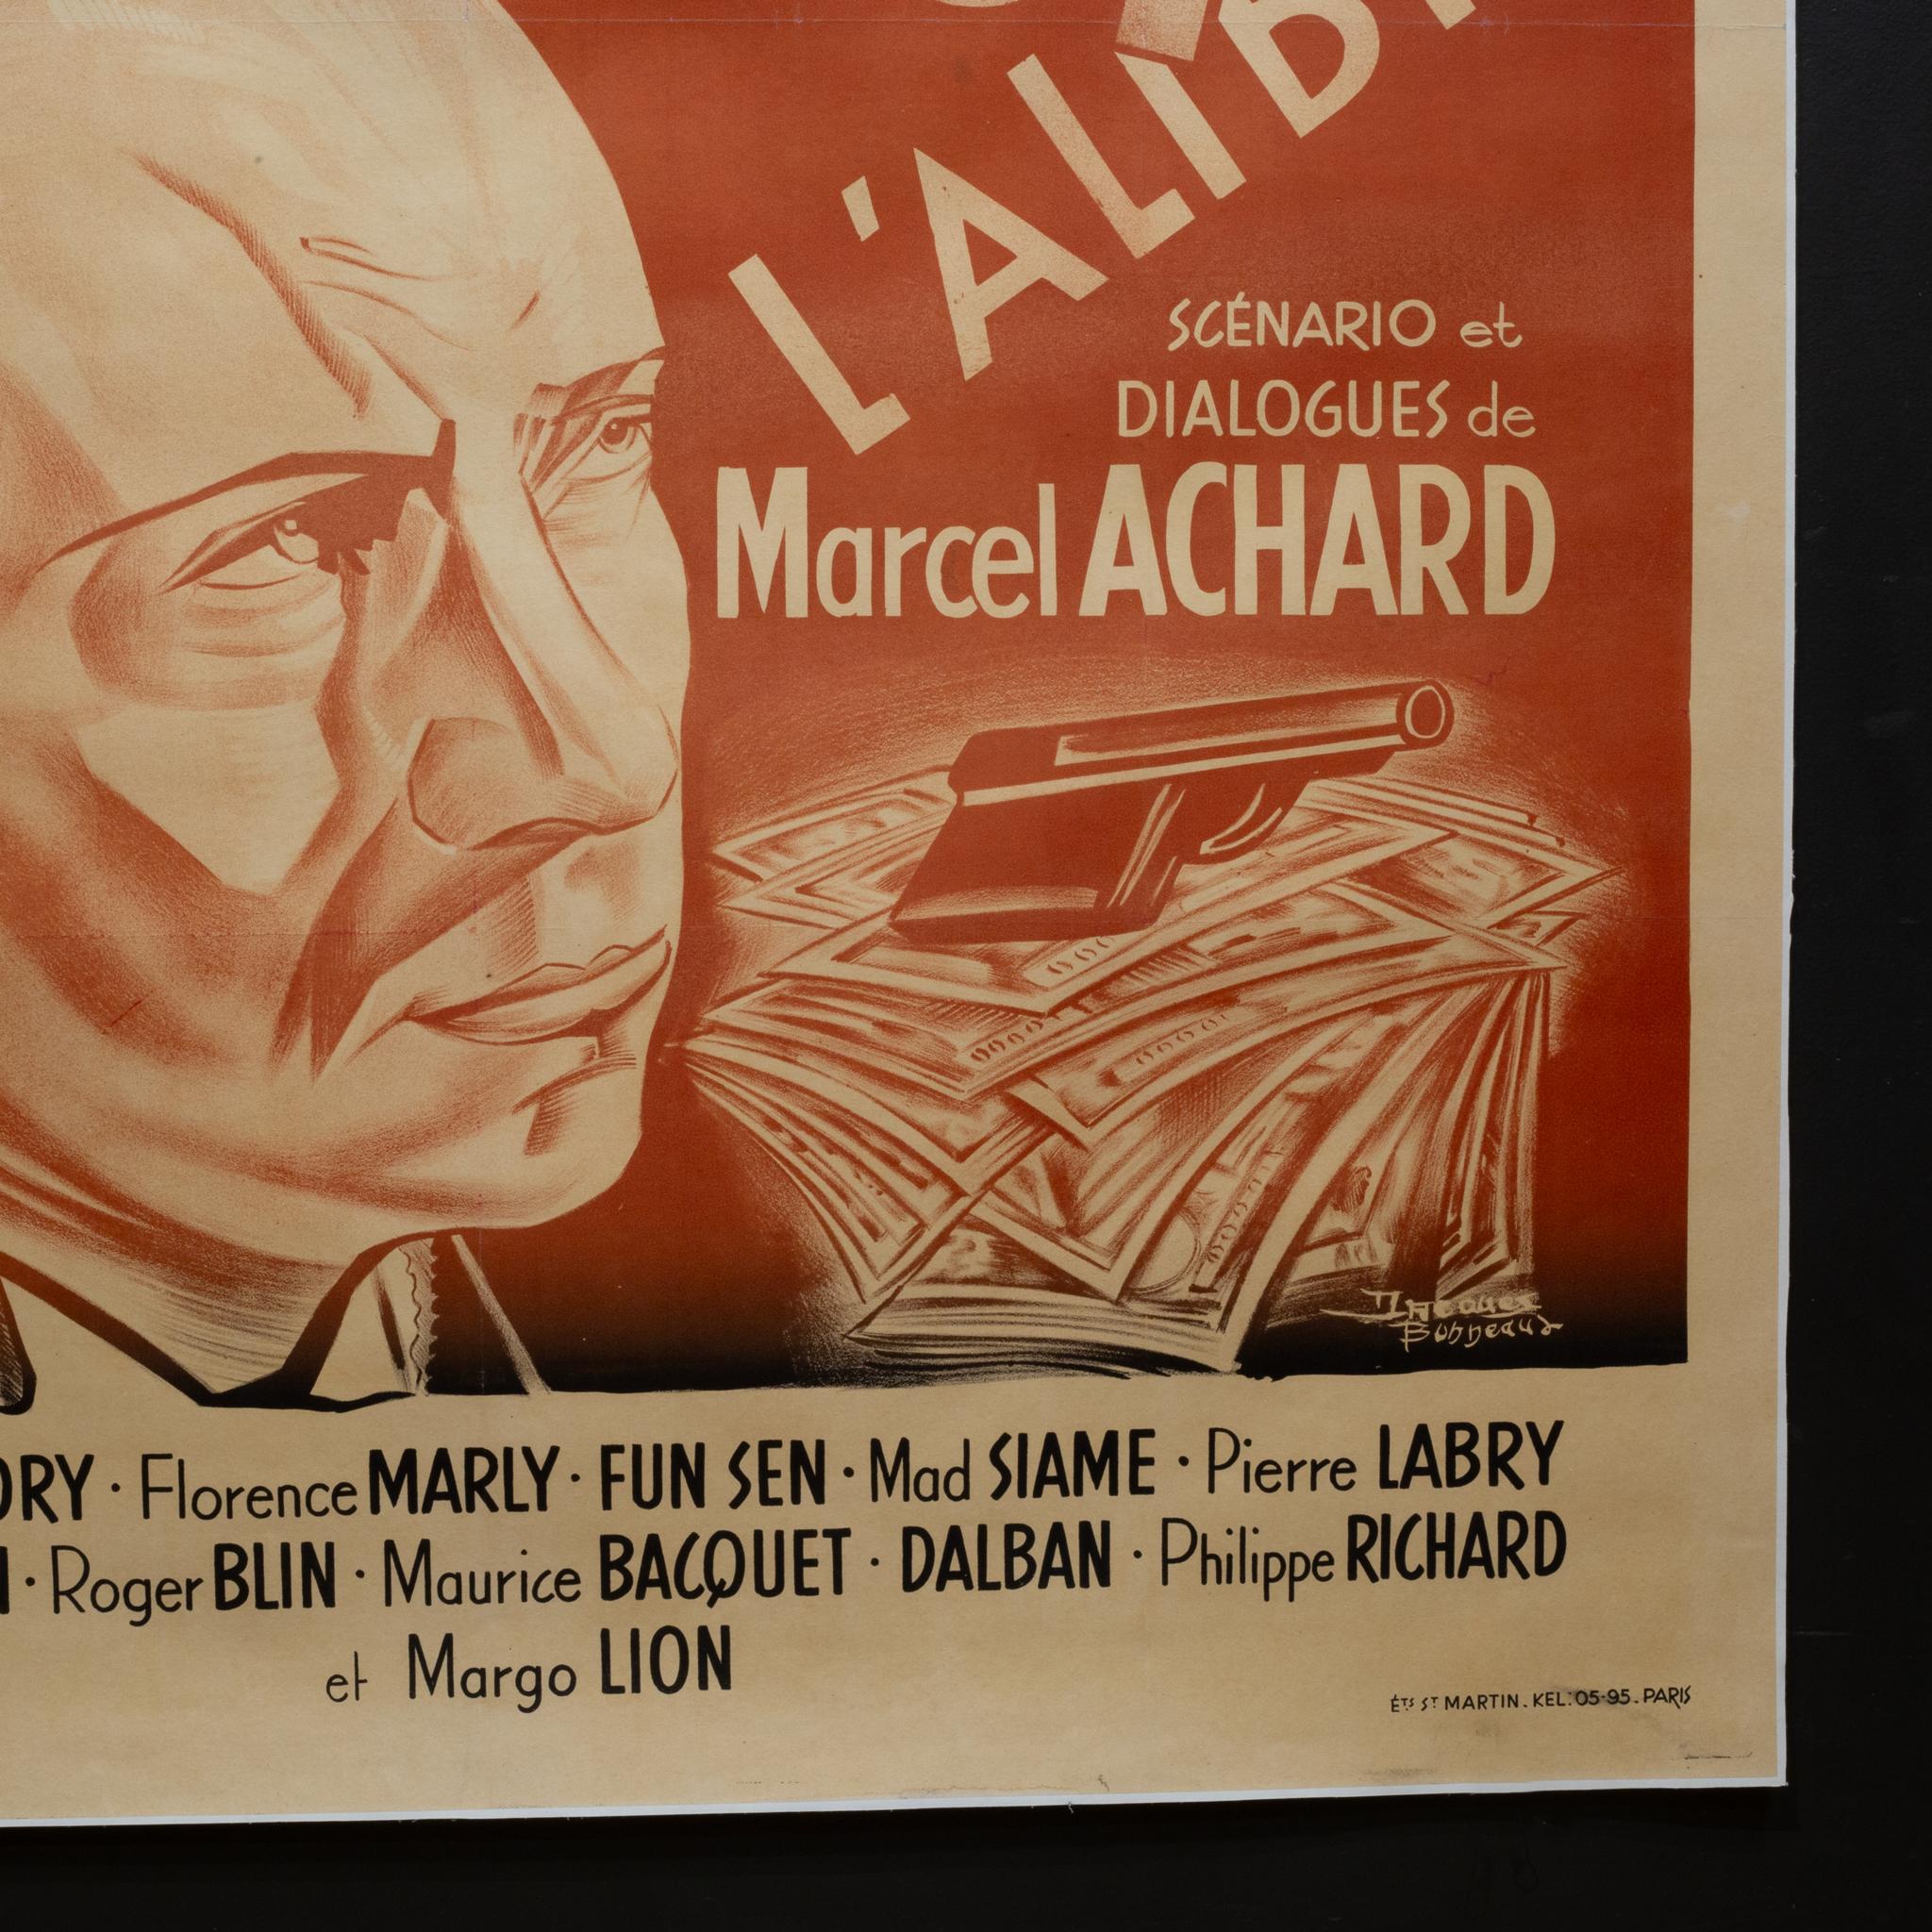 L'ALIB
SCÉNARIO et
DIALOGUES de
Marcel ACHARD
Jacques
Bonneaud
ORY · Florence MARLY · FUN SEN · Mad SIAME · Pierre LABRY
· Roger BLIN · Maurice BACQUET · DALBAN · Philippe RICHARD
et Margo LION
ÉTS ST MARTIN. KEL: 05-95. PARIS